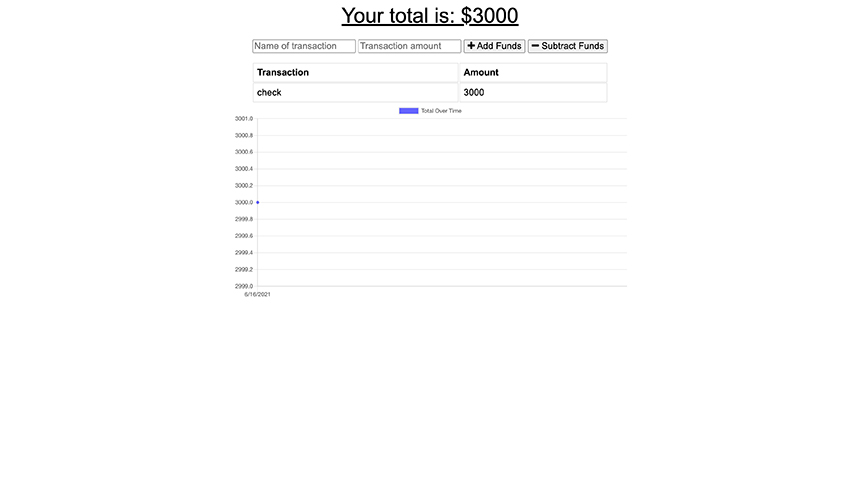 Your total is: $3000
Name of transaction Transaction amount + Add Funds − Subtract Funds
Transaction Amount
check 3000
Total Over Time
3001.0
3000.8
3000.6
3000.4
3000.2
3000.0
2999.8
2999.6
2999.4
2999.2
2999.0
6/16/2021